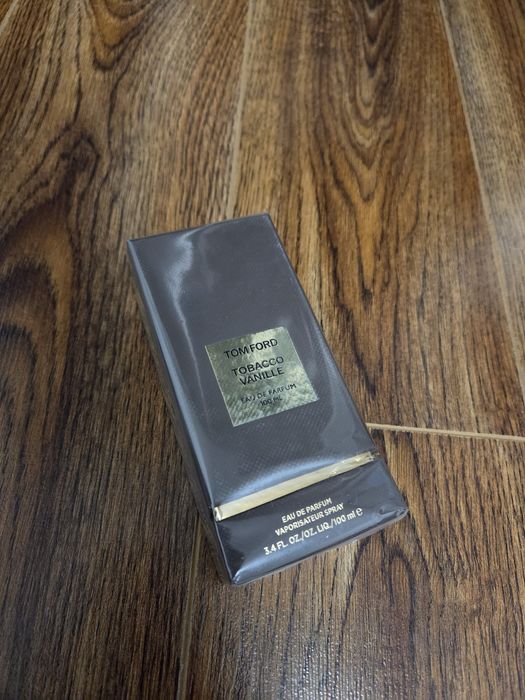 TOM FORD
TOBACCO
VANILLE
EAU DE PARFUM
100 ML
EAU DE PARFUM
VAPORISATEUR SPRAY
3.4 FL. OZ./OZ. LIQ./100 ml ℮